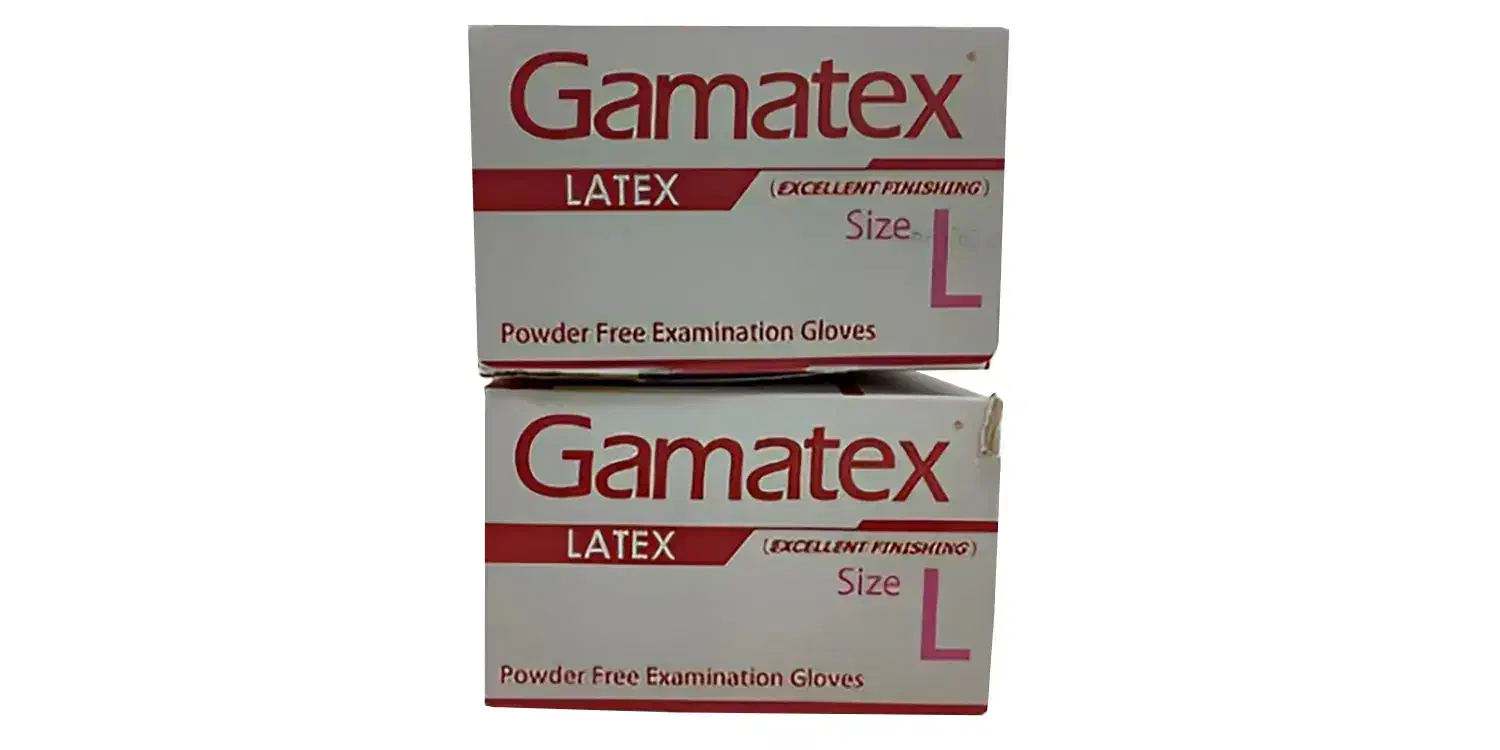 Gamatex®
LATEX
(EXCELLENT FINISHING)
Size L
Powder Free Examination Gloves
Gamatex®
LATEX
(EXCELLENT FINISHING)
Size L
Powder Free Examination Gloves